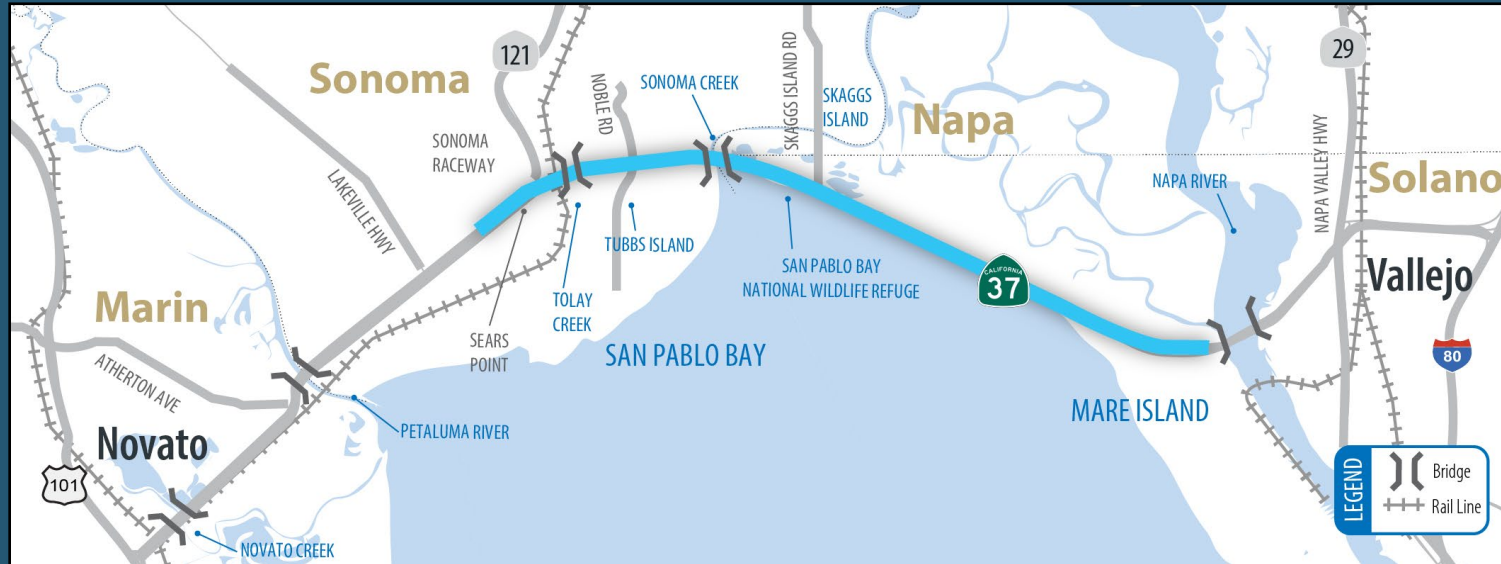 121
29
Sonoma
NOBLE RD
SONOMA CREEK
SKAGGS ISLAND RD
SKAGGS
ISLAND
Napa
SONOMA
RACEWAY
LAKEVILLE HWY
NAPA RIVER
NAPA VALLEY HWY
Solano
TUBBS ISLAND
SAN PABLO BAY
NATIONAL WILDLIFE REFUGE
CALIFORNIA
37
Vallejo
Marin
TOLAY
CREEK
SEARS
POINT
SAN PABLO BAY
80
ATHERTON AVE
MARE ISLAND
PETALUMA RIVER
Novato
101
NOVATO CREEK
LEGEND
Bridge
Rail Line